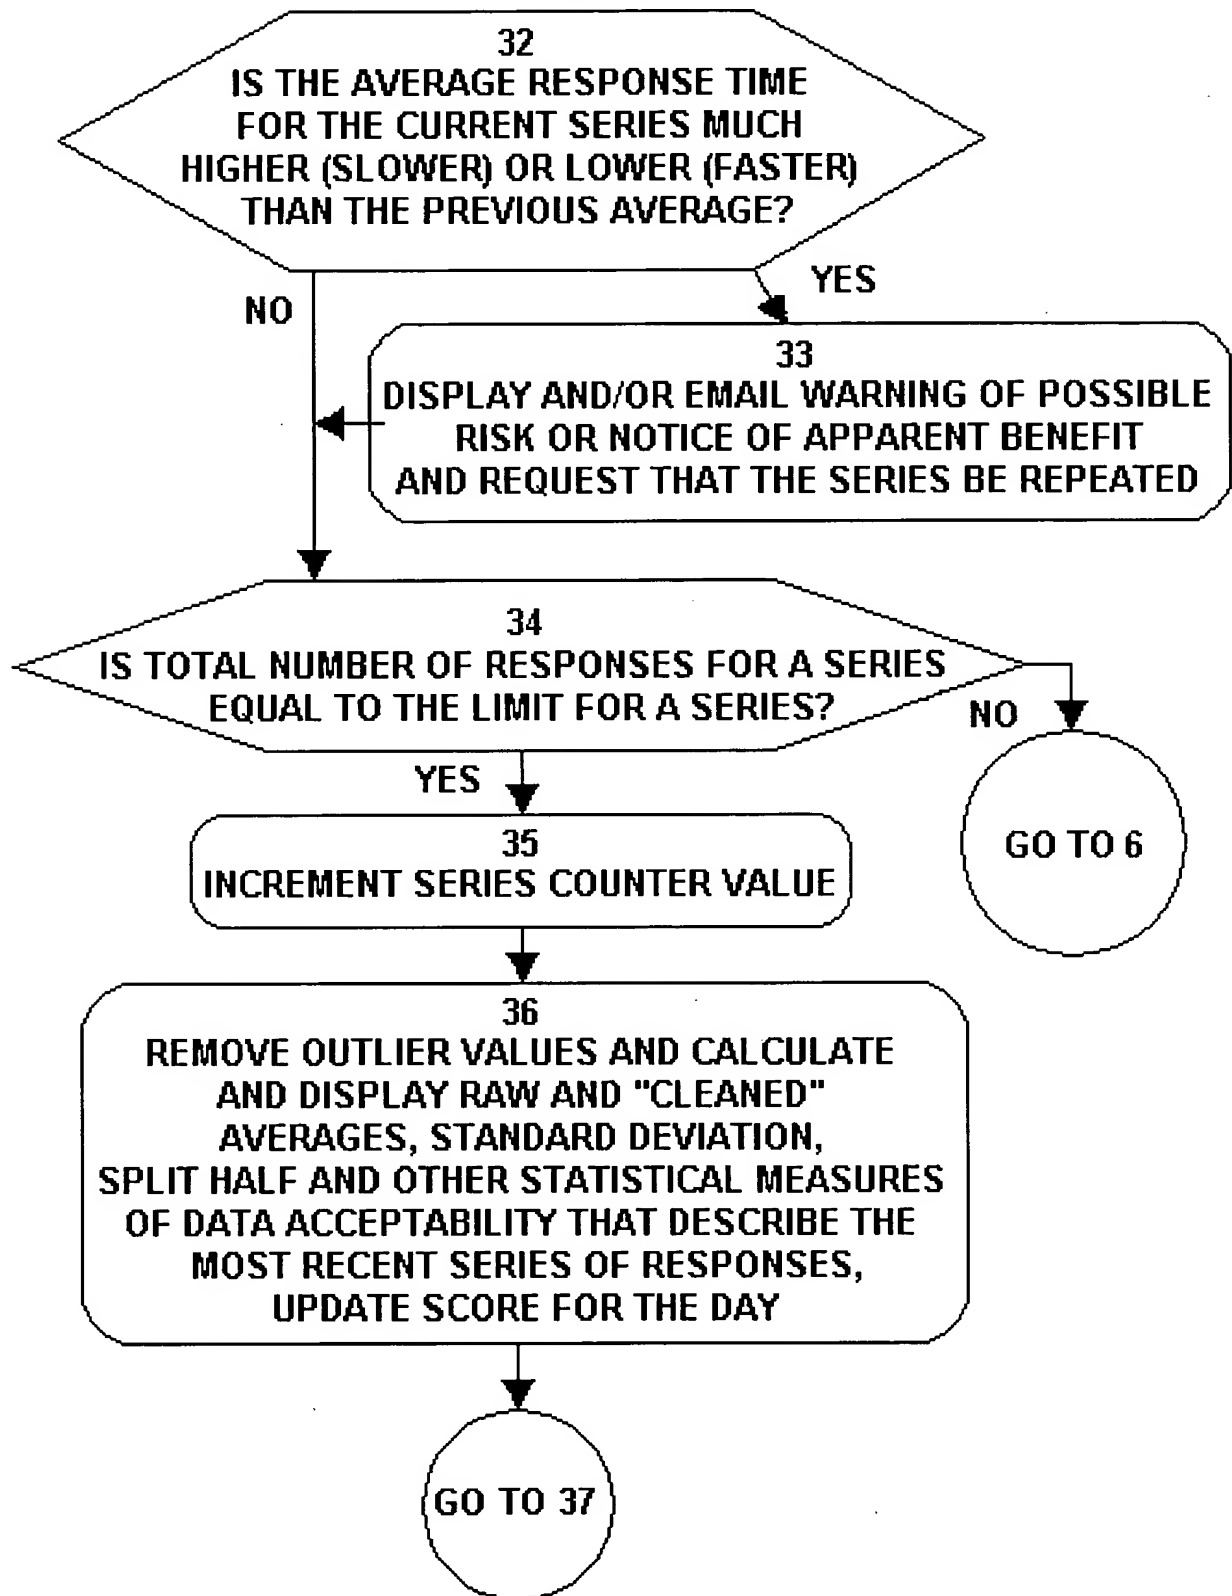 32
IS THE AVERAGE RESPONSE TIME
FOR THE CURRENT SERIES MUCH
HIGHER (SLOWER) OR LOWER (FASTER)
THAN THE PREVIOUS AVERAGE?
NO
YES
33
DISPLAY AND/OR EMAIL WARNING OF POSSIBLE
RISK OR NOTICE OF APPARENT BENEFIT
AND REQUEST THAT THE SERIES BE REPEATED
34
IS TOTAL NUMBER OF RESPONSES FOR A SERIES
EQUAL TO THE LIMIT FOR A SERIES?
NO
YES
GO TO 6
35
INCREMENT SERIES COUNTER VALUE
36
REMOVE OUTLIER VALUES AND CALCULATE
AND DISPLAY RAW AND "CLEANED"
AVERAGES, STANDARD DEVIATION,
SPLIT HALF AND OTHER STATISTICAL MEASURES
OF DATA ACCEPTABILITY THAT DESCRIBE THE
MOST RECENT SERIES OF RESPONSES,
UPDATE SCORE FOR THE DAY
GO TO 37